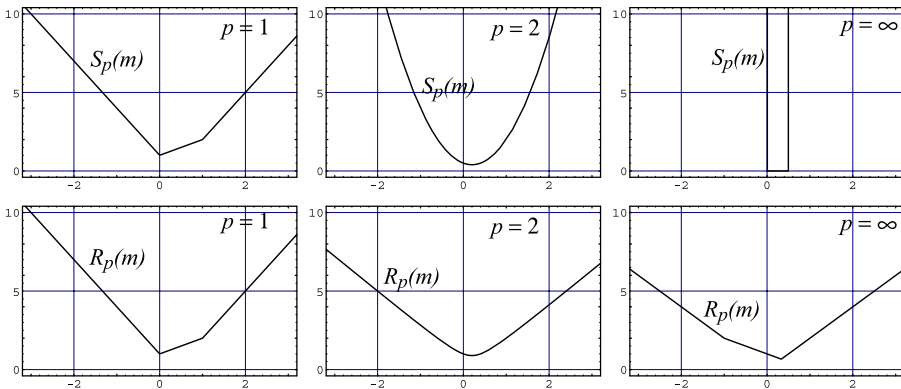 10 p = 1 10 p = 2 10 p = ∞
S_p(m) S_p(m) S_p(m)
5 5 5
0 0 0
-2 0 2 -2 0 2 -2 0 2
10 p = 1 10 p = 2 10 p = ∞
R_p(m) R_p(m) R_p(m)
5 5 5
0 0 0
-2 0 2 -2 0 2 -2 0 2